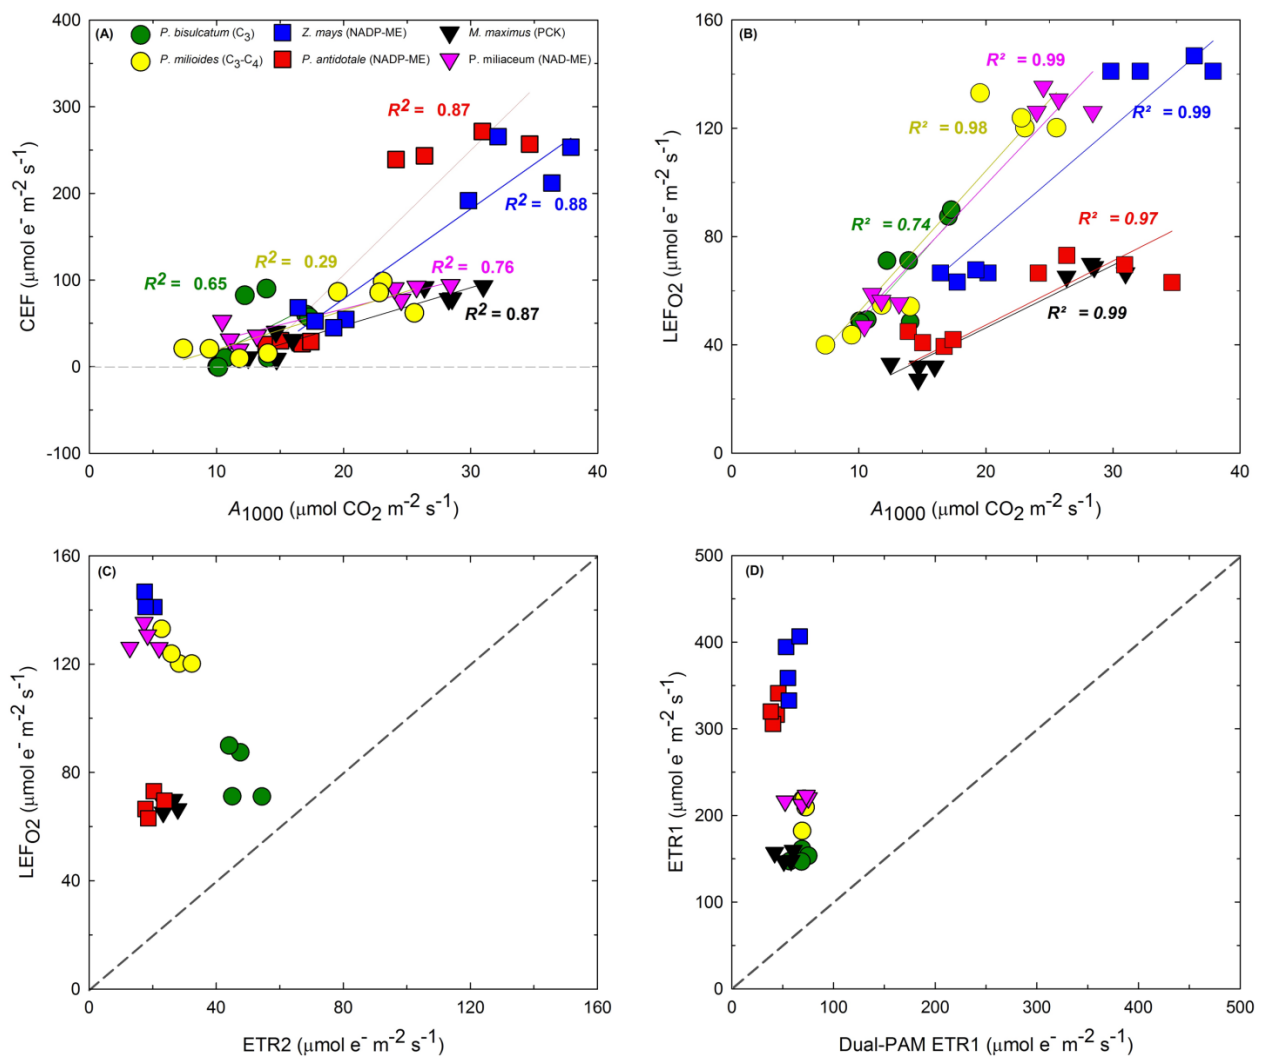 (A)
P. bisulcatum (C3)
Z. mays (NADP-ME)
M. maximus (PCK)
P. milioides (C3-C4)
P. antidotale (NADP-ME)
P. miliaceum (NAD-ME)
400
300
200
100
0
-100
CEF (μmol e⁻ m⁻² s⁻¹)
R² = 0.87
R² = 0.88
R² = 0.29
R² = 0.76
R² = 0.65
R² = 0.87
0 10 20 30 40
A1000 (μmol CO2 m⁻² s⁻¹)
(B)
160
120
80
40
0
LEFO2 (μmol e⁻ m⁻² s⁻¹)
R² = 0.99
R² = 0.99
R² = 0.98
R² = 0.74
R² = 0.97
R² = 0.99
0 10 20 30 40
A1000 (μmol CO2 m⁻² s⁻¹)
(C)
160
120
80
40
0
LEFO2 (μmol e⁻ m⁻² s⁻¹)
0 40 80 120 160
ETR2 (μmol e⁻ m⁻² s⁻¹)
(D)
500
400
300
200
100
0
ETR1 (μmol e⁻ m⁻² s⁻¹)
0 100 200 300 400 500
Dual-PAM ETR1 (μmol e⁻ m⁻² s⁻¹)